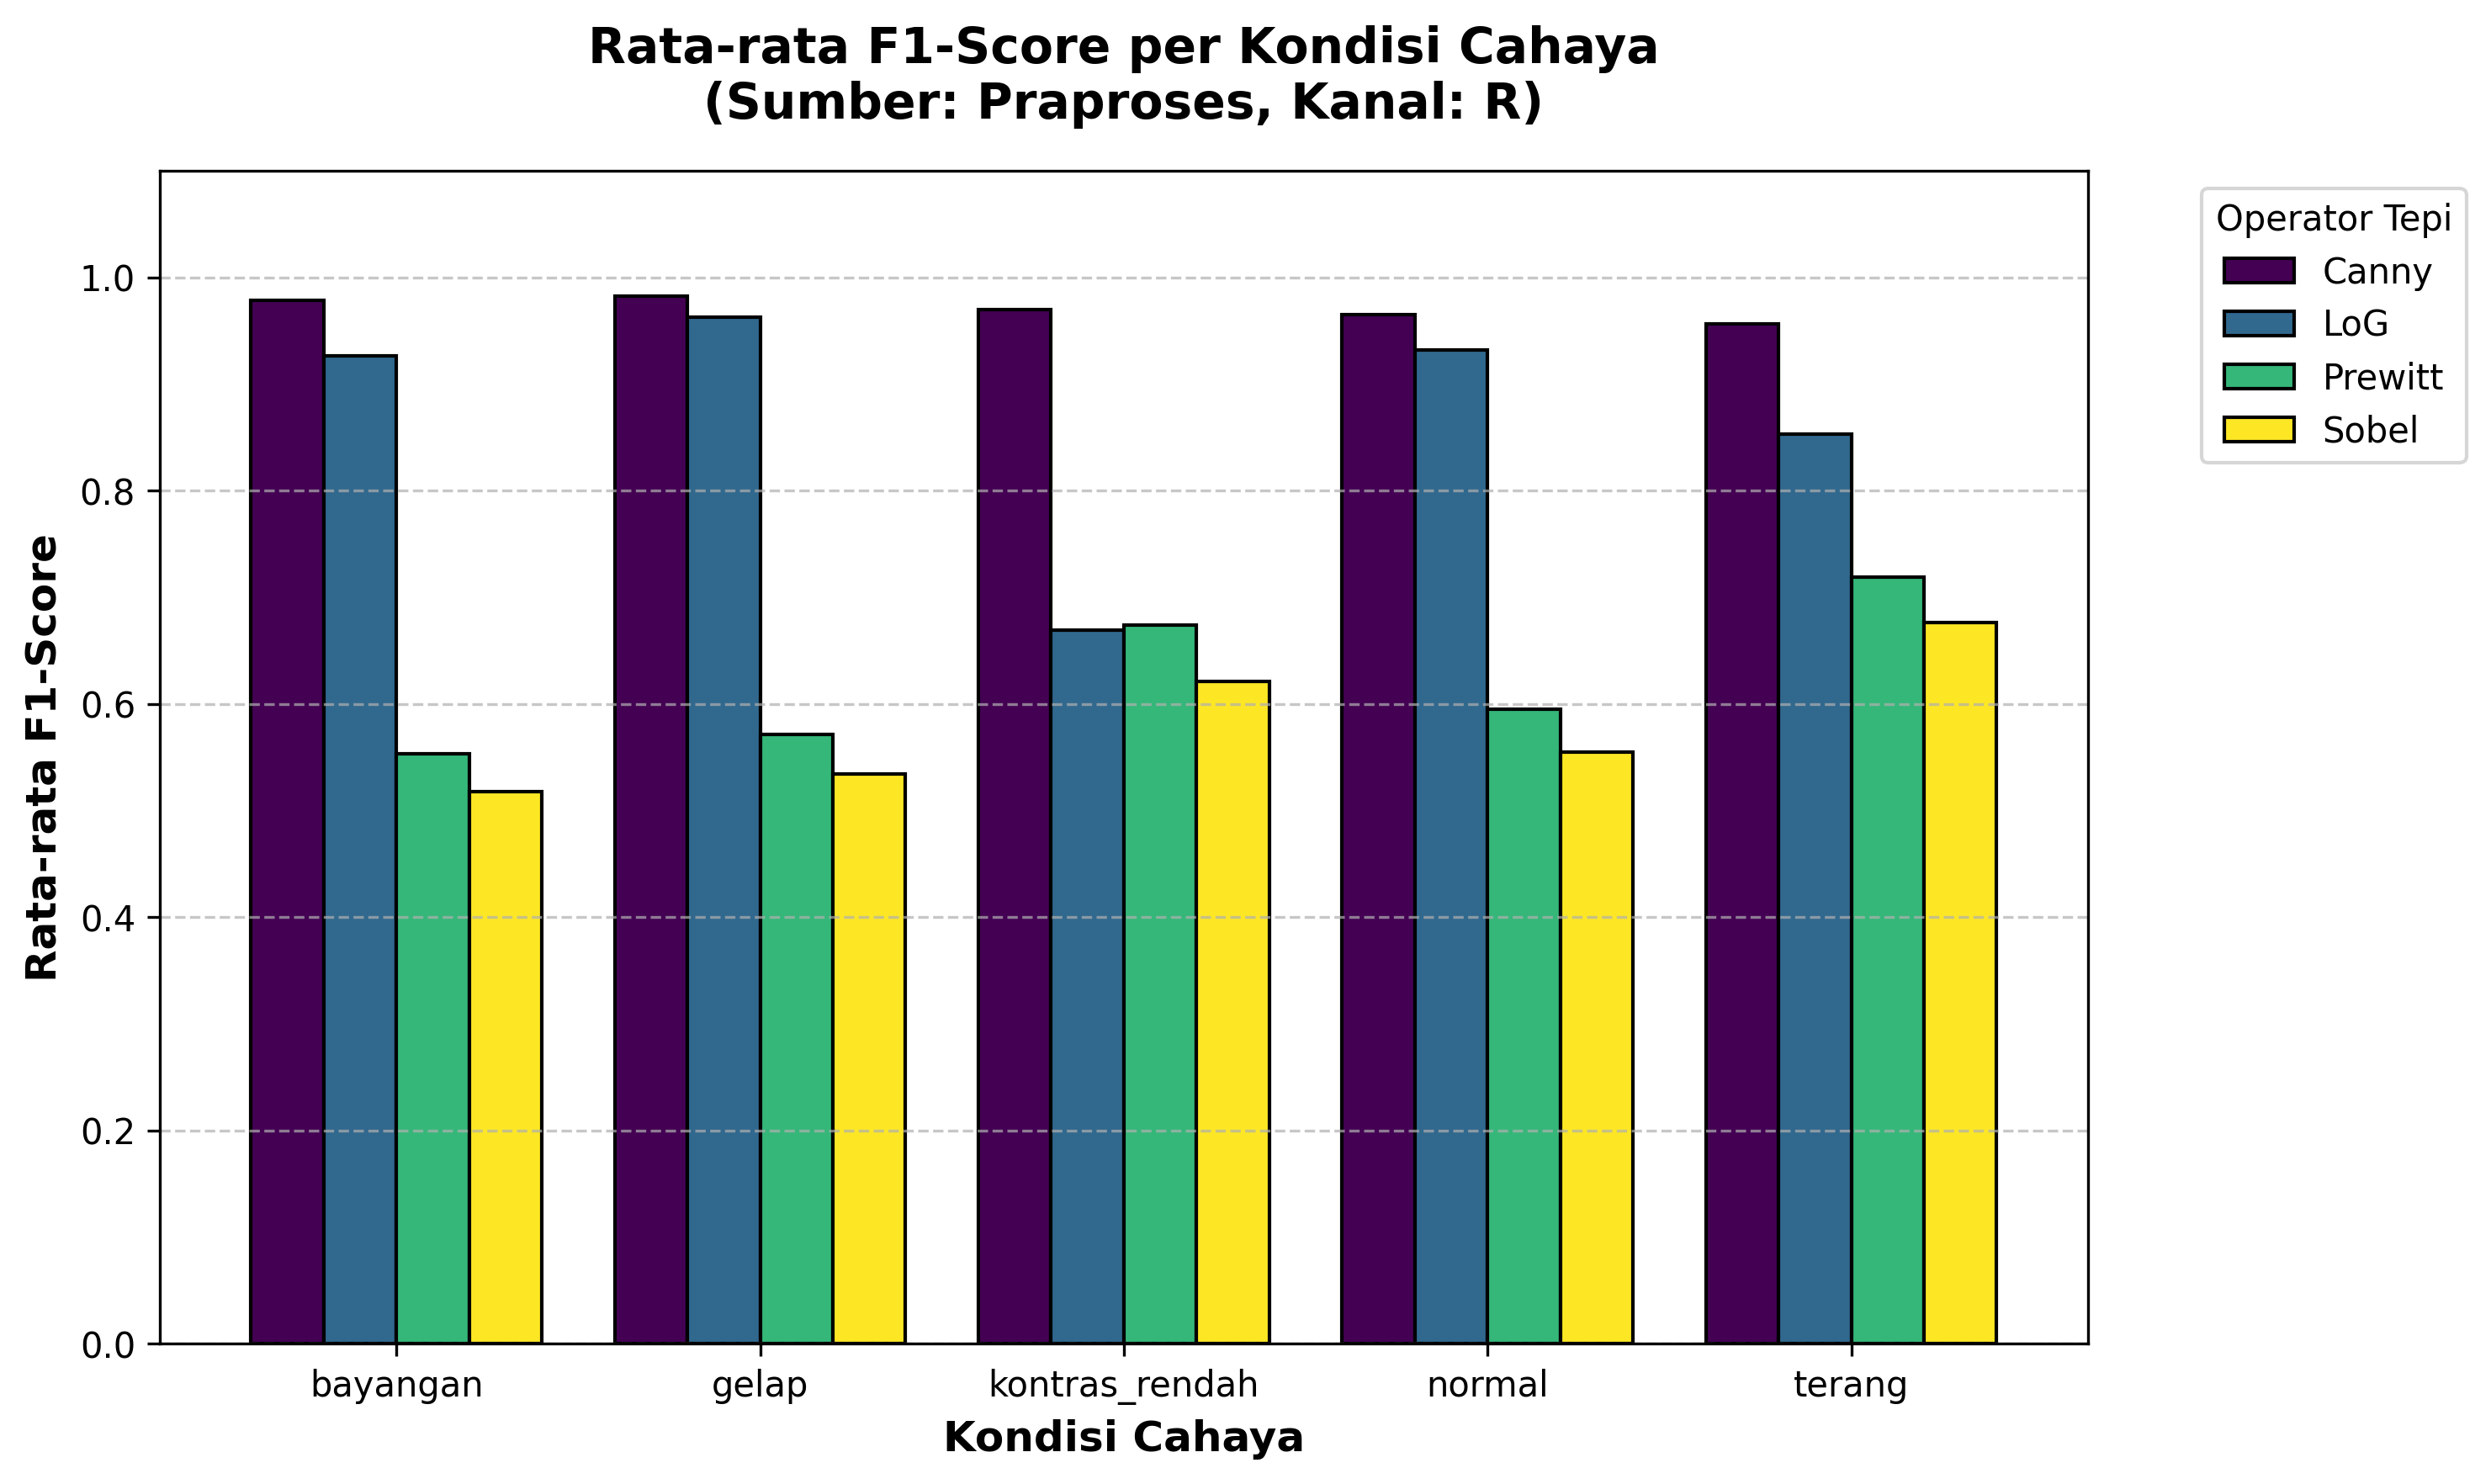 Rata-rata F1-Score per Kondisi Cahaya
(Sumber: Praproses, Kanal: R)
Rata-rata F1-Score
1.0
0.8
0.6
0.4
0.2
0.0
bayangan
gelap
kontras_rendah
normal
terang
Kondisi Cahaya
Operator Tepi
Canny
LoG
Prewitt
Sobel